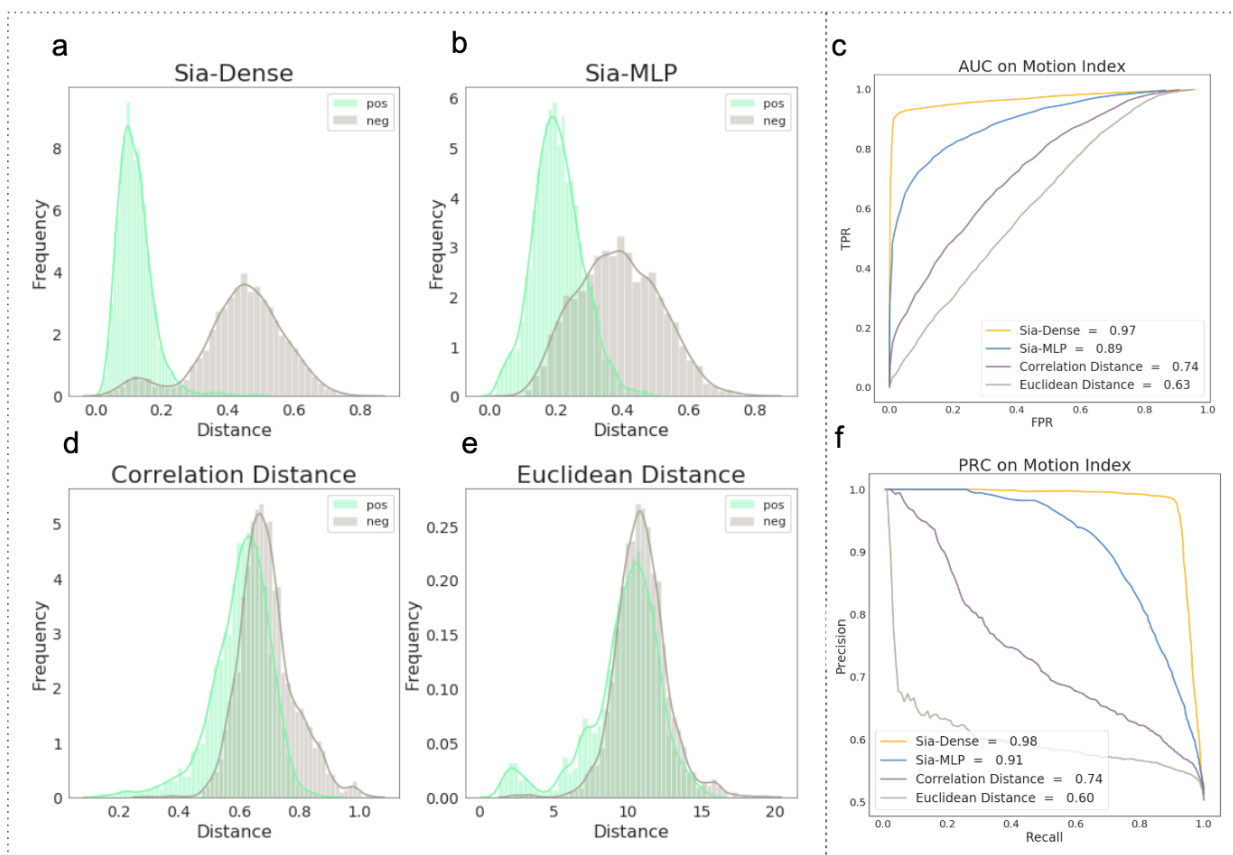 a
Sia-Dense
pos
neg
8
6
4
2
0
0.0 0.2 0.4 0.6 0.8
Frequency
Distance
b
Sia-MLP
pos
neg
6
5
4
3
2
1
0
0.0 0.2 0.4 0.6 0.8
Frequency
Distance
c
AUC on Motion Index
1.0
0.8
0.6
0.4
0.2
0.0
0.0 0.2 0.4 0.6 0.8 1.0
TPR
FPR
Sia-Dense = 0.97
Sia-MLP = 0.89
Correlation Distance = 0.74
Euclidean Distance = 0.63
d
Correlation Distance
pos
neg
5
4
3
2
1
0
0.2 0.4 0.6 0.8 1.0
Frequency
Distance
e
Euclidean Distance
pos
neg
0.25
0.20
0.15
0.10
0.05
0.00
0 5 10 15 20
Frequency
Distance
f
PRC on Motion Index
1.0
0.9
0.8
0.7
0.6
0.5
0.0 0.2 0.4 0.6 0.8 1.0
Precision
Recall
Sia-Dense = 0.98
Sia-MLP = 0.91
Correlation Distance = 0.74
Euclidean Distance = 0.60